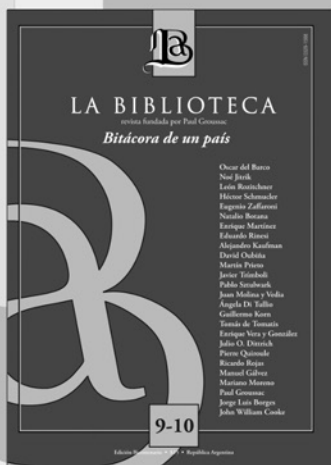 LA BIBLIOTECA
revista fundada por Paul Groussac
Bitácora de un país
Oscar del Barco
Noé Jitrik
León Rozitchner
Héctor Schmucler
Eugenio Zaffaroni
Natalio Botana
Enrique Martínez
Eduardo Rinesi
Alejandro Kaufman
David Oubiña
Martín Prieto
Javier Trímboli
Pablo Sztulwark
Juan Molina y Vedia
Ángela Di Tullio
Guillermo Korn
Tomás de Tomatis
Enrique Vera y González
Julio O. Dittrich
Pierre Quiroule
Ricardo Rojas
Manuel Gálvez
Mariano Moreno
Paul Groussac
Jorge Luis Borges
John William Cooke
9-10
Edición Bicentenario • • República Argentina